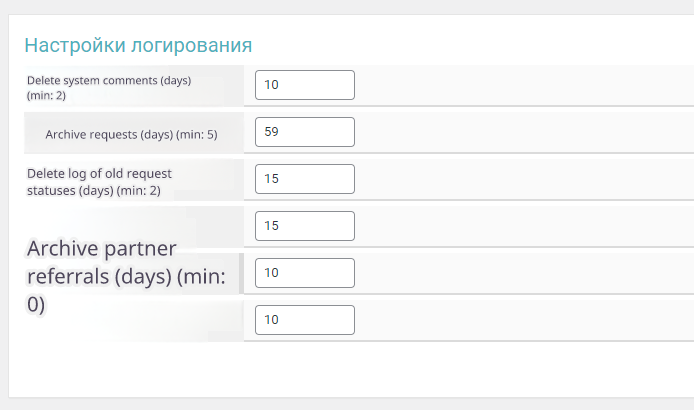 Настройки логирования
Delete system comments (days)
(min: 2)
10
Archive requests (days) (min: 5)
59
Delete log of old request
statuses (days) (min: 2)
15
15
Archive partner
referrals (days) (min:
0)
10
10